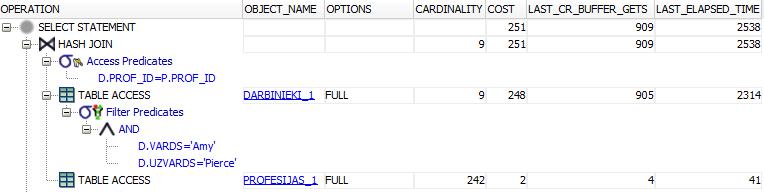 OPERATION OBJECT_NAME OPTIONS CARDINALITY COST LAST_CR_BUFFER_GETS LAST_ELAPSED_TIME
SELECT STATEMENT 251 909 2538
HASH JOIN 9 251 909 2538
Access Predicates
D.PROF_ID=P.PROF_ID
TABLE ACCESS DARBINIEKI_1 FULL 9 248 905 2314
Filter Predicates
AND
D.VARDS='Amy'
D.UZVARDS='Pierce'
TABLE ACCESS PROFESIJAS_1 FULL 242 2 4 41